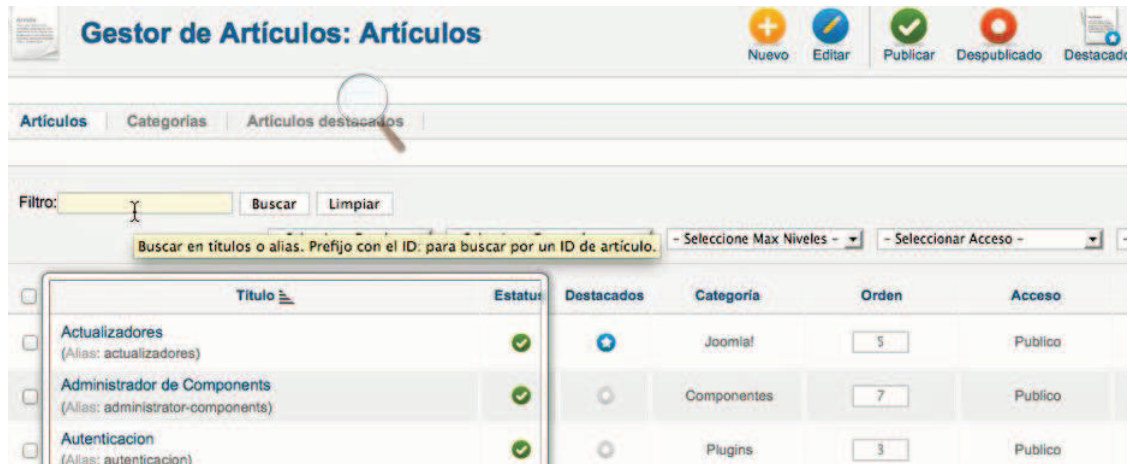 Gestor de Artículos: Artículos
Nuevo Editar Publicar Despublicado Destacado
Artículos Categorías Artículos destacados
Filtro: Buscar Limpiar
Buscar en títulos o alias. Prefijo con el ID: para buscar por un ID de artículo.
- Seleccione Max Niveles - - Seleccionar Acceso -
Título Estatus Destacados Categoría Orden Acceso
Actualizadores
(Alias: actualizadores)
Joomla! 5 Publico
Administrador de Components
(Alias: administrator-components)
Componentes 7 Publico
Autenticacion
(Alias: autenticacion)
Plugins 3 Publico